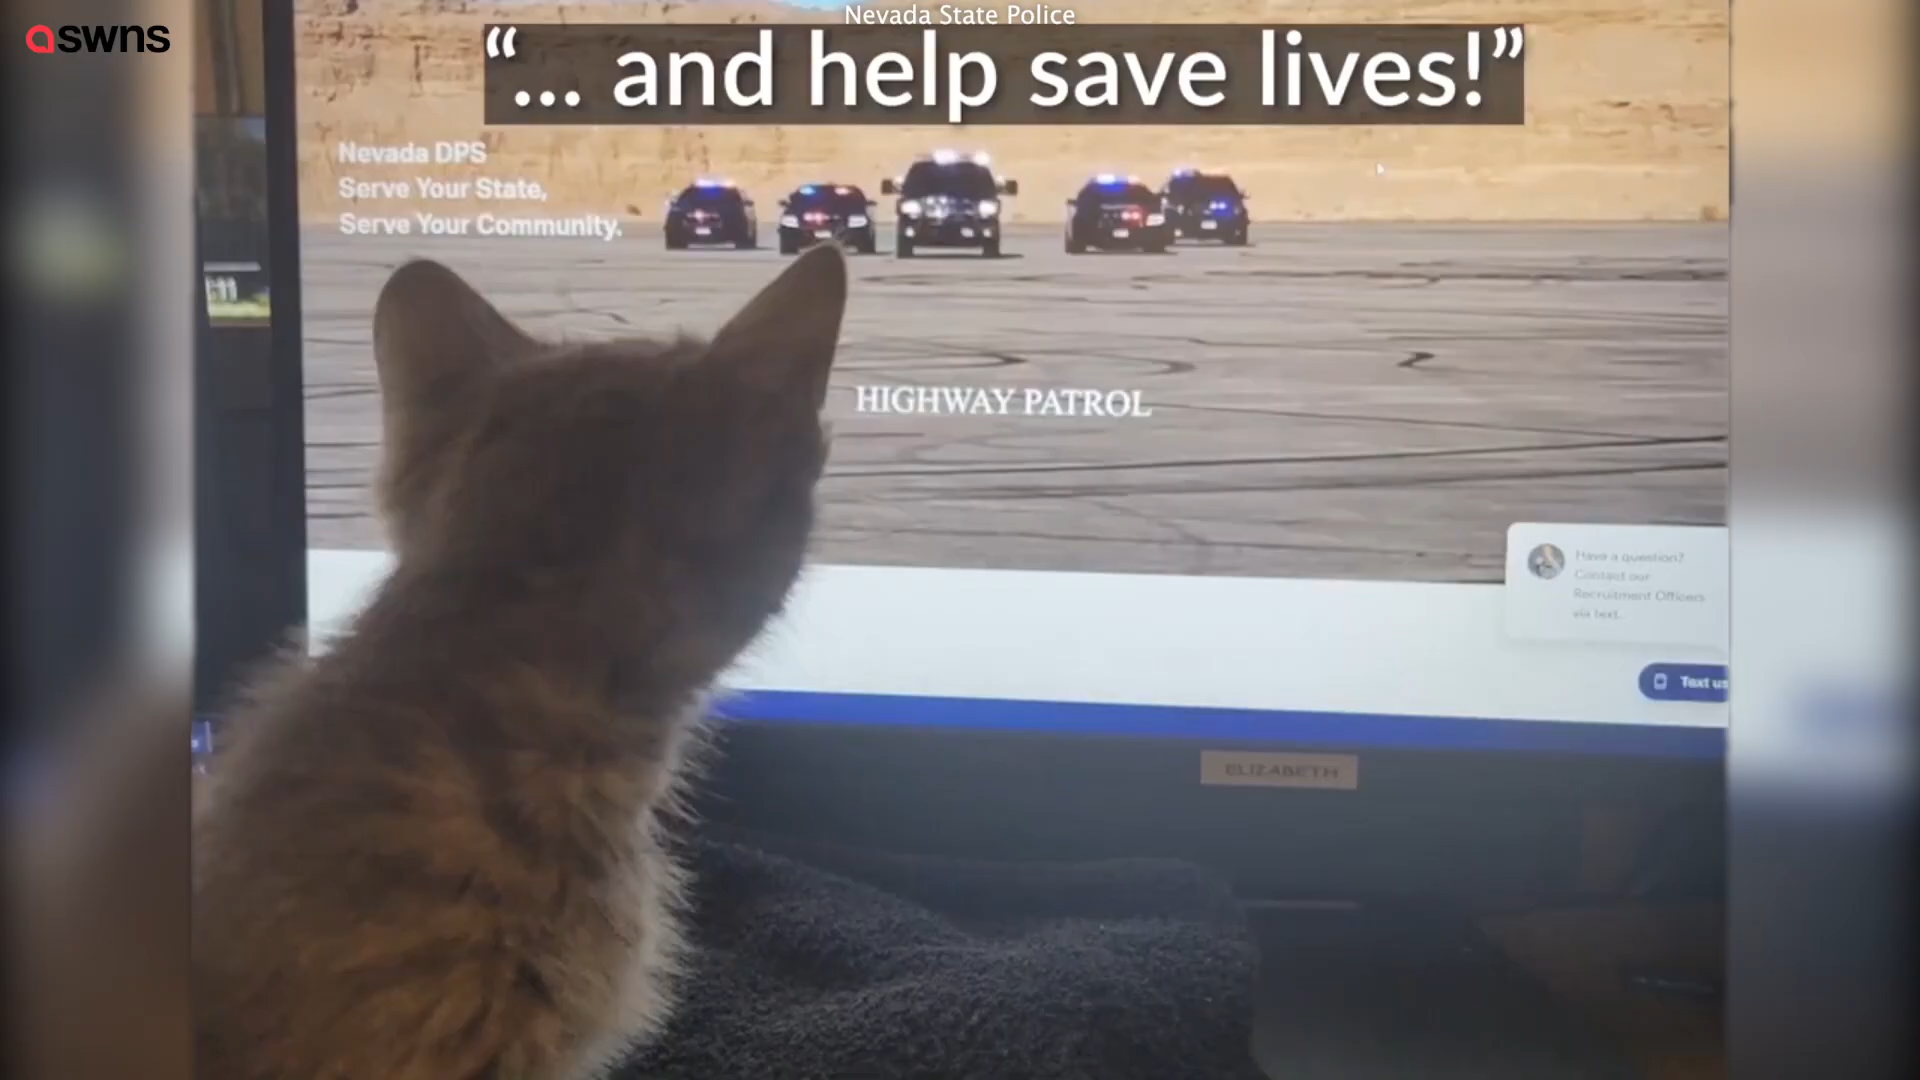 swns
Nevada State Police
“... and help save lives!”
Nevada DPS
Serve Your State,
Serve Your Community.
HIGHWAY PATROL
Have a question?
Contact our
Recruitment Officers
via text.
Text us
ELIZABETH